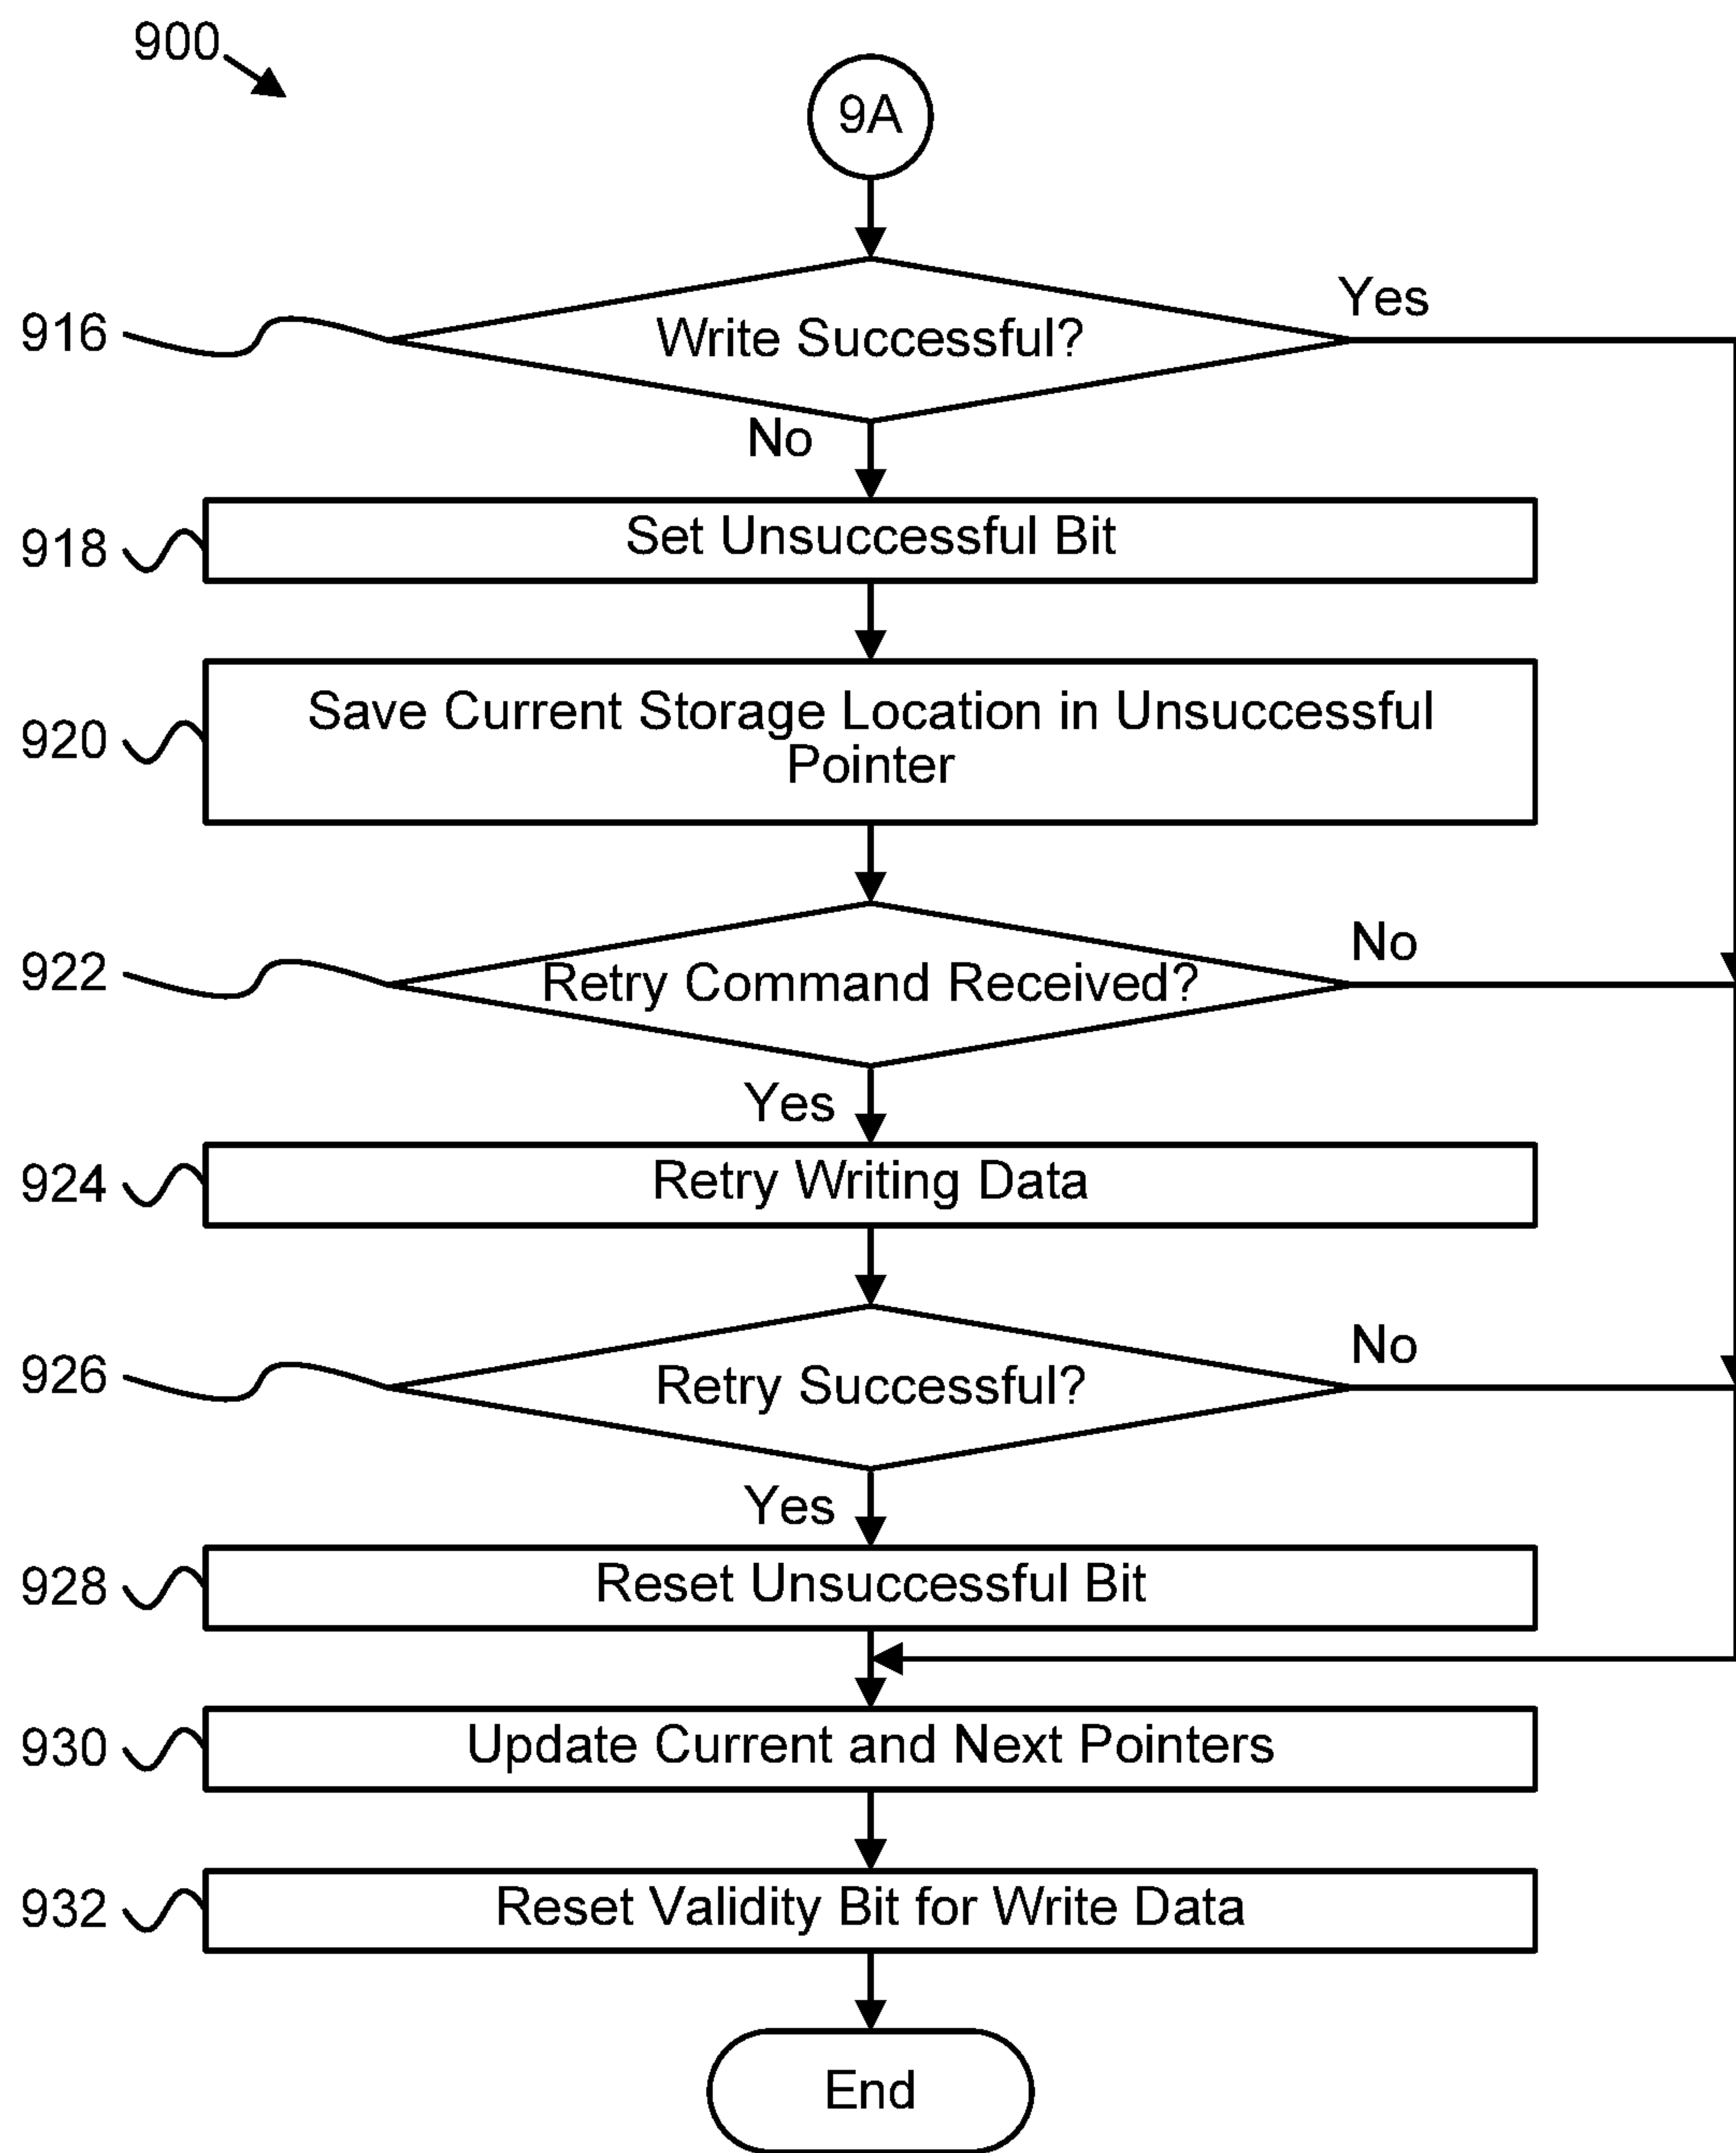 900
9A
916
Write Successful?
Yes
No
918
Set Unsuccessful Bit
920
Save Current Storage Location in Unsuccessful
Pointer
922
Retry Command Received?
No
Yes
924
Retry Writing Data
926
Retry Successful?
No
Yes
928
Reset Unsuccessful Bit
930
Update Current and Next Pointers
932
Reset Validity Bit for Write Data
End